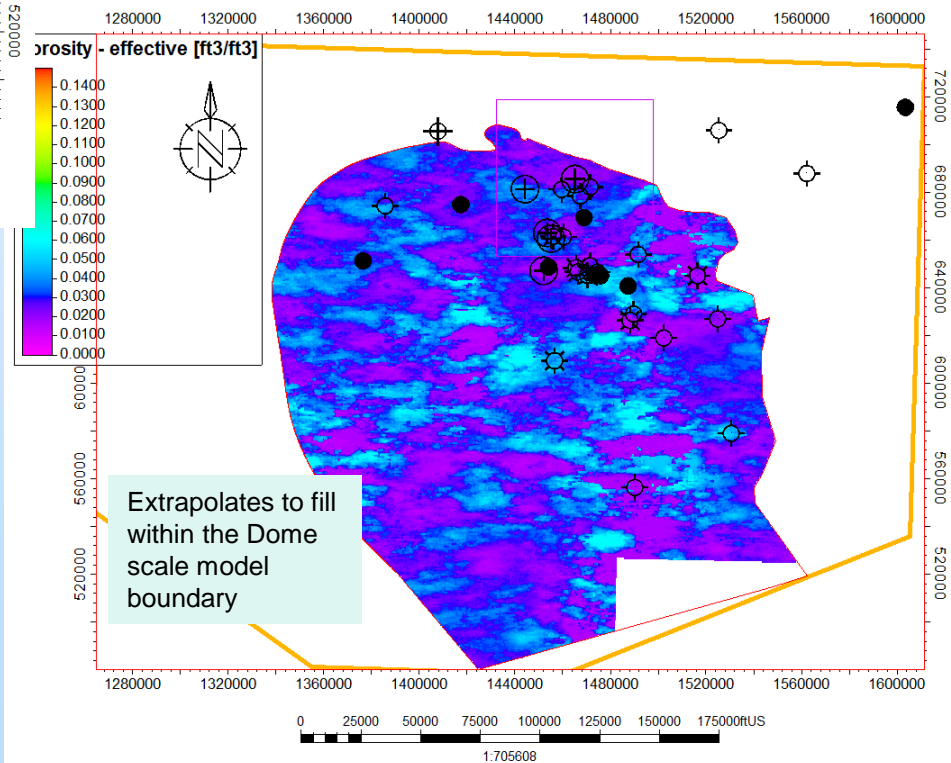 520000
1280000 1320000 1360000 1400000 1440000 1480000 1520000 1560000 1600000
orosity - effective [ft3/ft3]
0.1400
0.1300
0.1200
0.1100
0.1000
0.0900
0.0800
0.0700
0.0600
0.0500
0.0400
0.0300
0.0200
0.0100
0.0000
N
720000
680000
640000
600000
560000
520000
60000
560000
520000
Extrapolates to fill
within the Dome
scale model
boundary
1280000 1320000 1360000 1400000 1440000 1480000 1520000 1560000 1600000
0 25000 50000 75000 100000 125000 150000 175000ftUS
1:705608